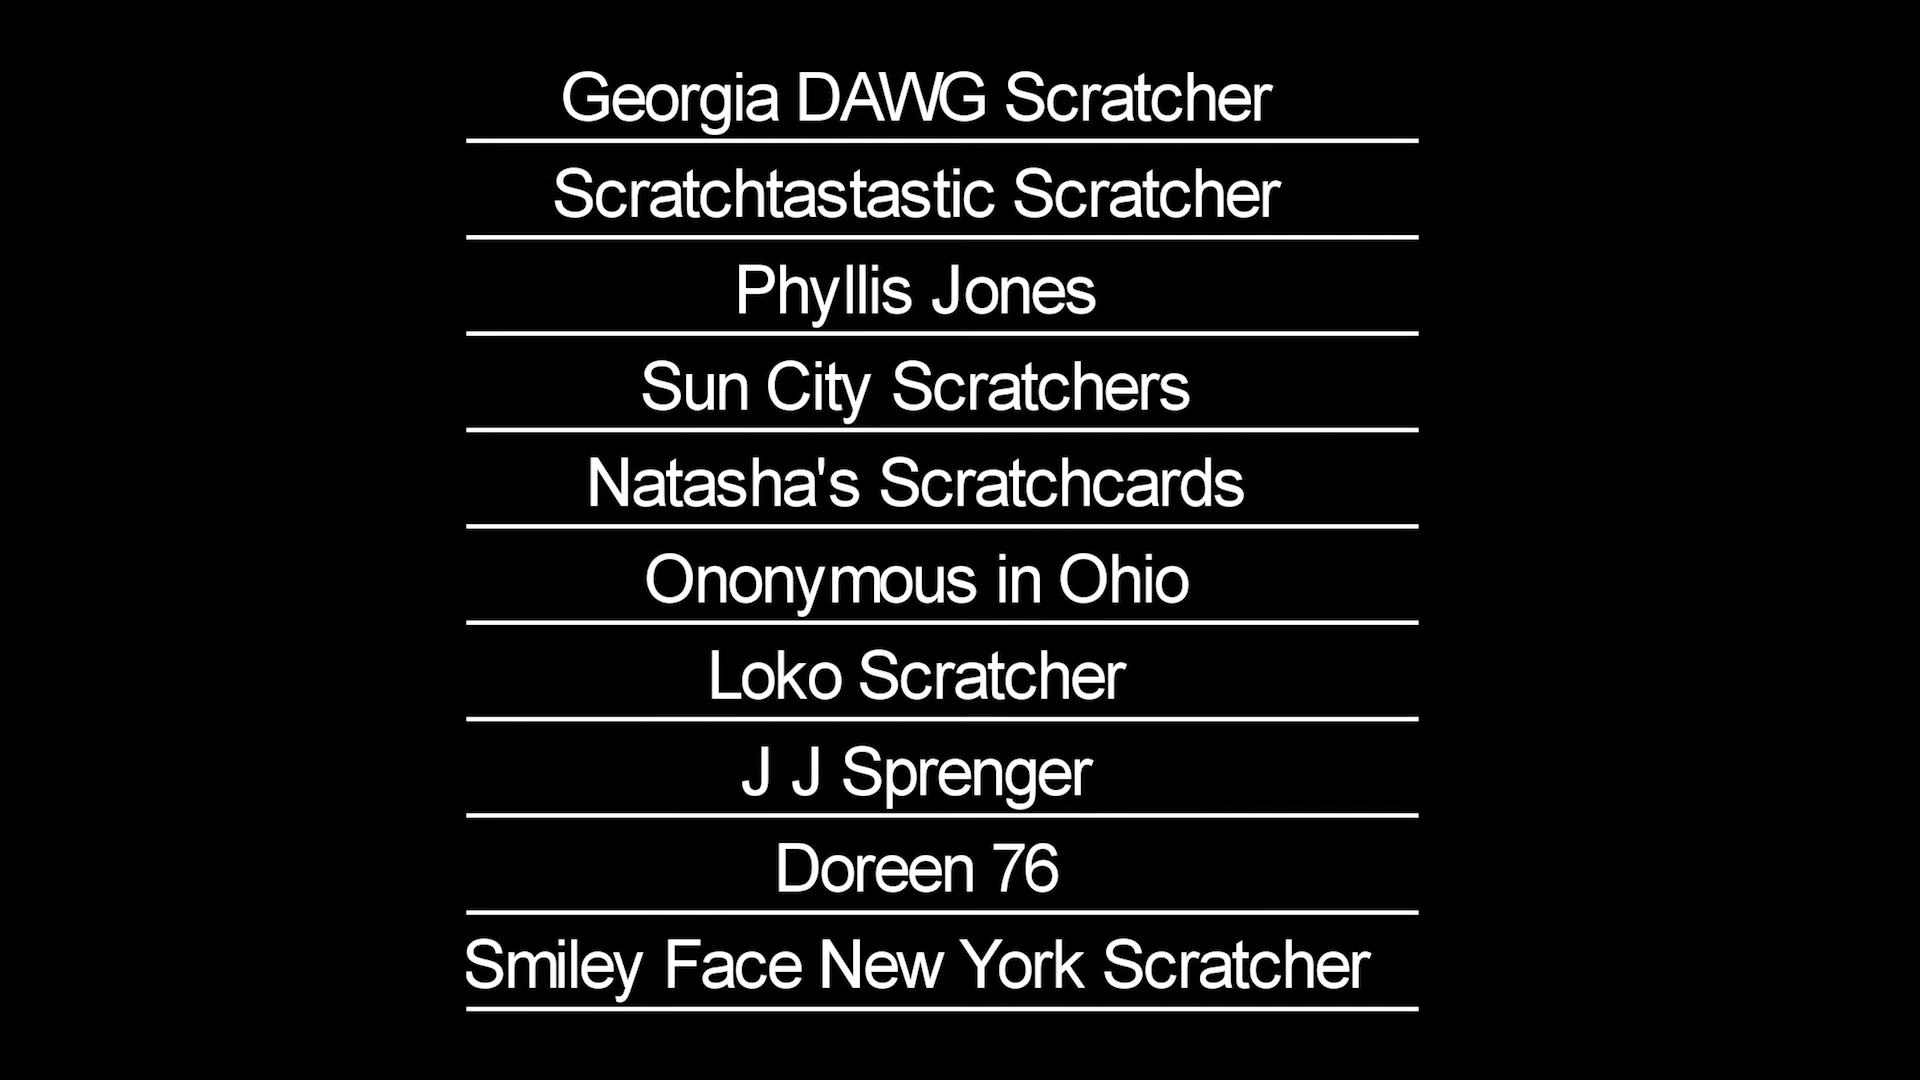 Georgia DAWG Scratcher
Scratchtastastic Scratcher
Phyllis Jones
Sun City Scratchers
Natasha's Scratchcards
Ononymous in Ohio
Loko Scratcher
J J Sprenger
Doreen 76
Smiley Face New York Scratcher